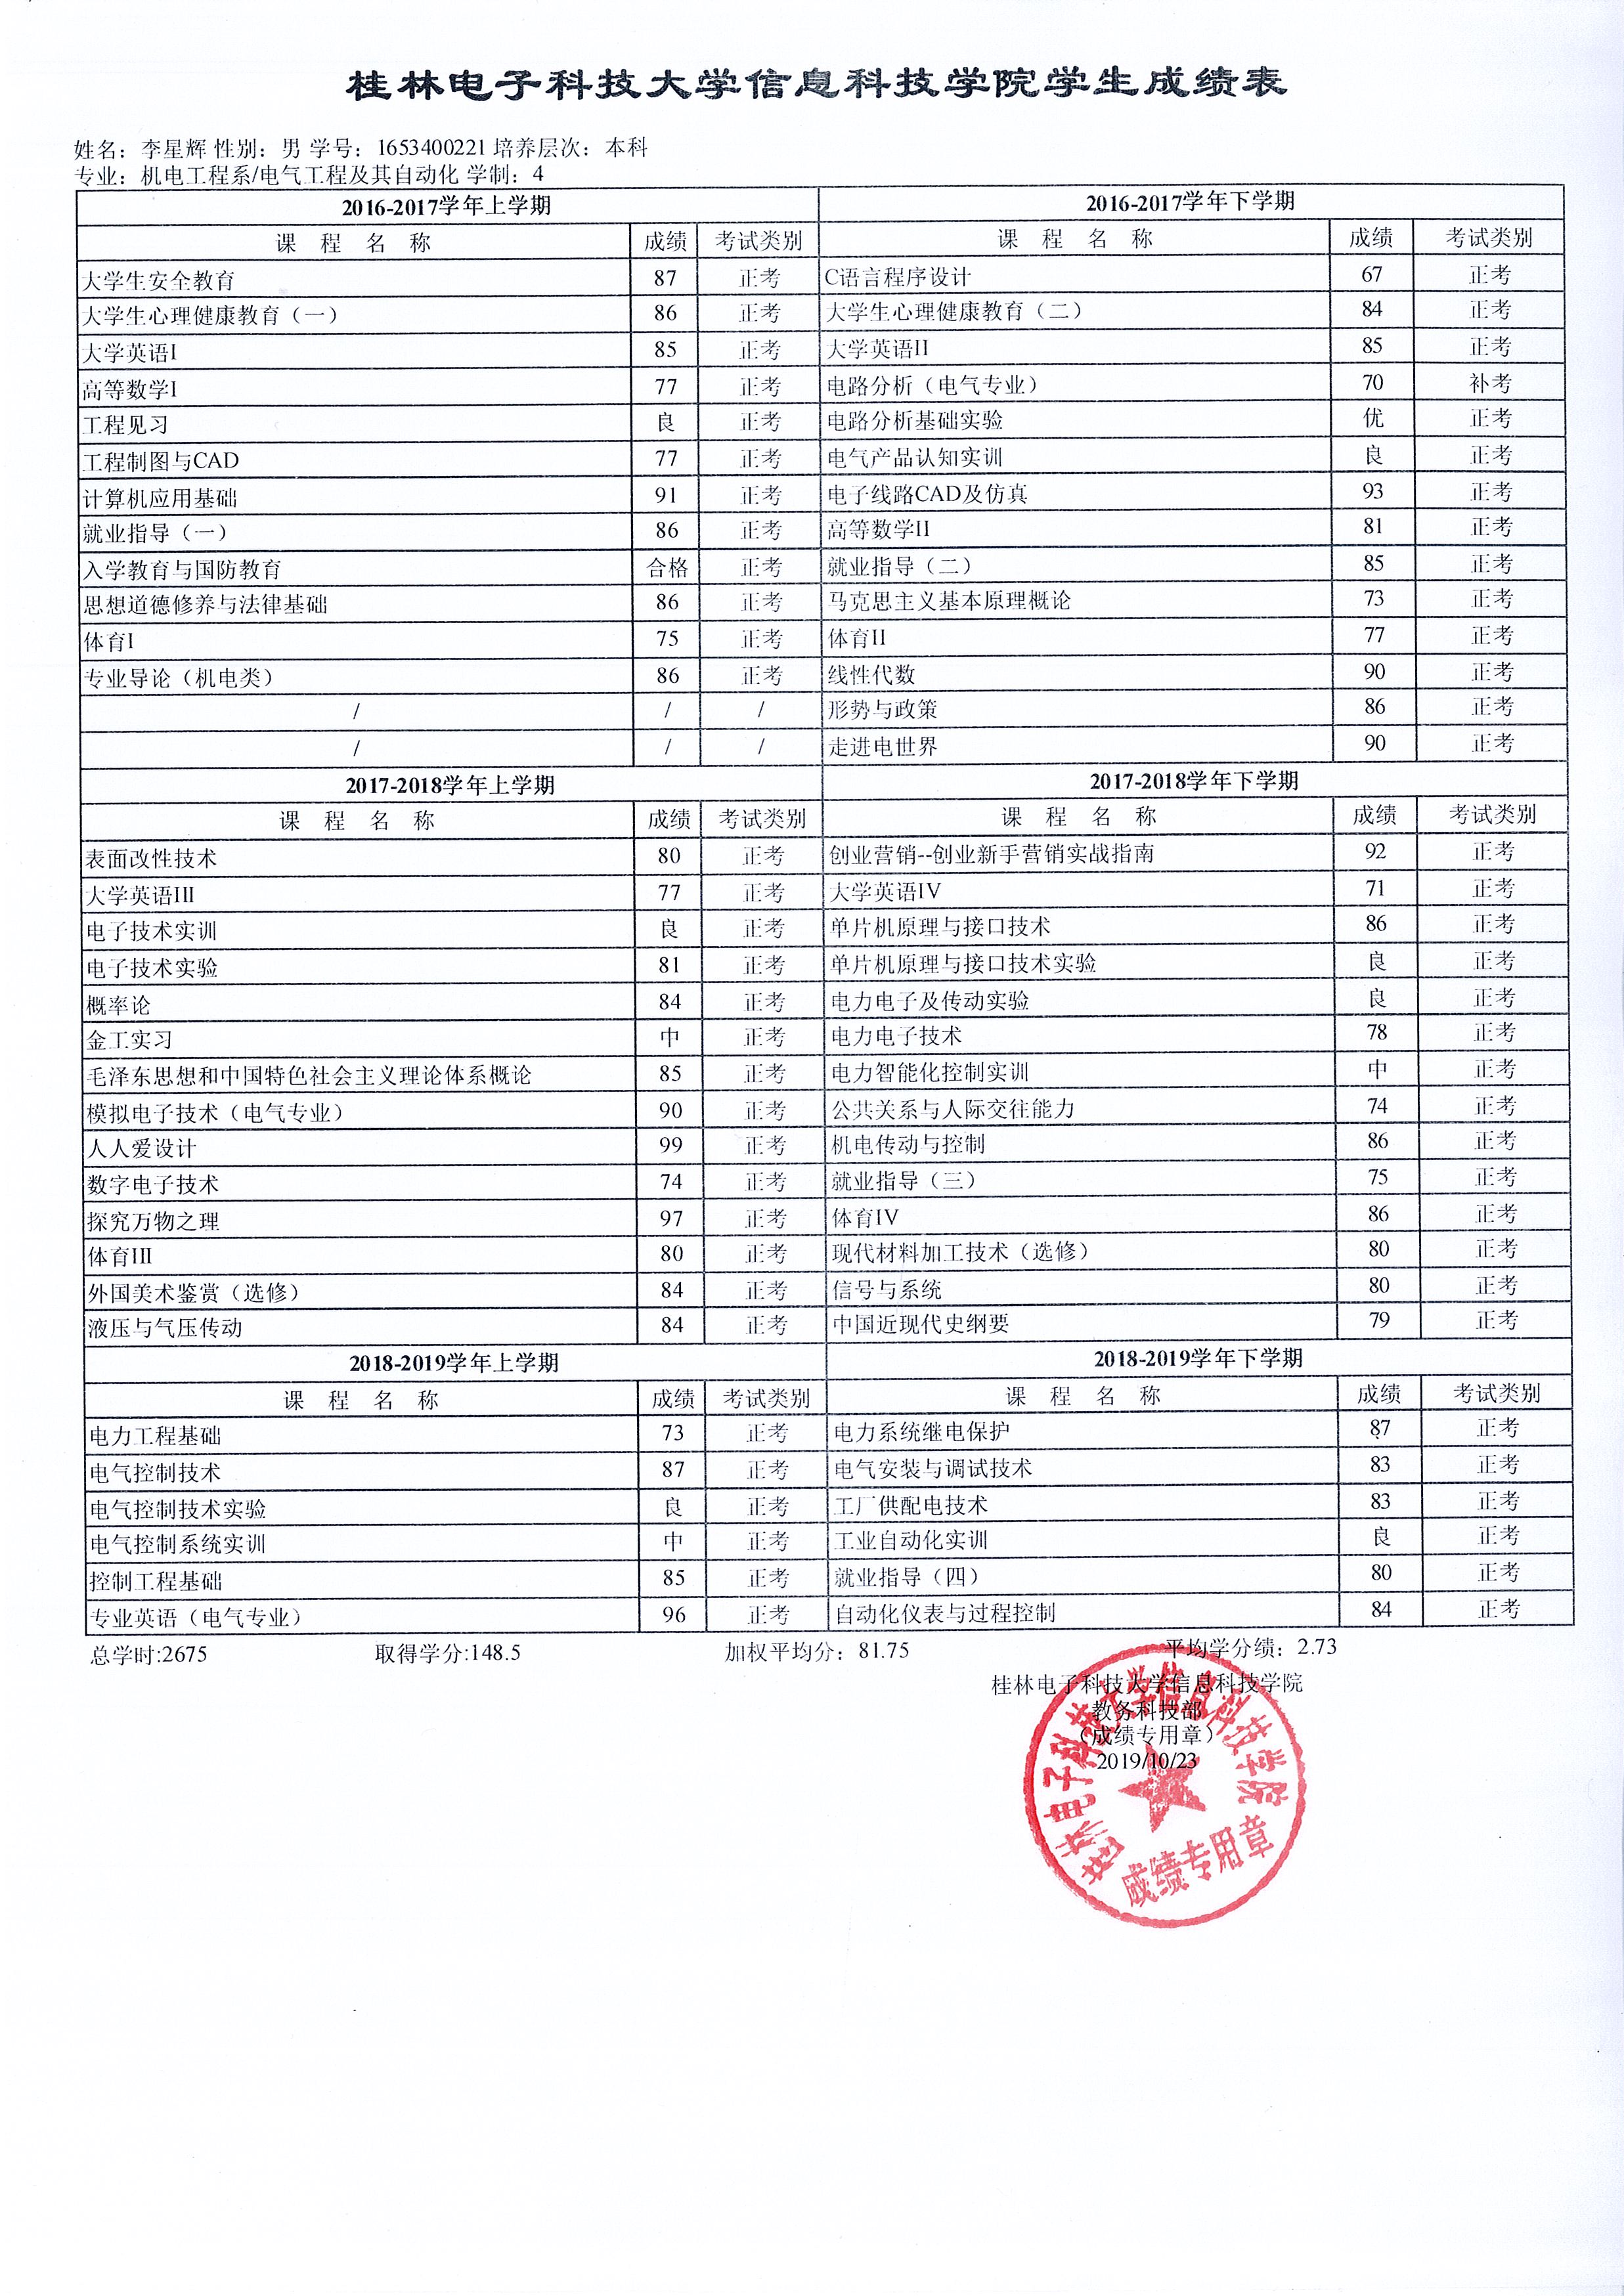 桂林电子科技大学信息科技学院学生成绩表
姓名：李星辉 性别：男 学号：1653400221 培养层次：本科
专业：机电工程系/电气工程及其自动化 学制：4
2016-2017学年上学期 2016-2017学年下学期
课 程 名 称 成绩 考试类别 课 程 名 称 成绩 考试类别
大学生安全教育 87 正考 C语言程序设计 67 正考
大学生心理健康教育（一） 86 正考 大学生心理健康教育（二） 84 正考
大学英语I 85 正考 大学英语II 85 正考
高等数学I 77 正考 电路分析（电气专业） 70 补考
工程见习 良 正考 电路分析基础实验 优 正考
工程制图与CAD 77 正考 电气产品认知实训 良 正考
计算机应用基础 91 正考 电子线路CAD及仿真 93 正考
就业指导（一） 86 正考 高等数学II 81 正考
入学教育与国防教育 合格 正考 就业指导（二） 85 正考
思想道德修养与法律基础 86 正考 马克思主义基本原理概论 73 正考
体育I 75 正考 体育II 77 正考
专业导论（机电类） 86 正考 线性代数 90 正考
/ / / 形势与政策 86 正考
/ / / 走进电世界 90 正考
2017-2018学年上学期 2017-2018学年下学期
课 程 名 称 成绩 考试类别 课 程 名 称 成绩 考试类别
表面改性技术 80 正考 创业营销--创业新手营销实战指南 92 正考
大学英语III 77 正考 大学英语IV 71 正考
电子技术实训 良 正考 单片机原理与接口技术 86 正考
电子技术实验 81 正考 单片机原理与接口技术实验 良 正考
概率论 84 正考 电力电子及传动实验 良 正考
金工实习 中 正考 电力电子技术 78 正考
毛泽东思想和中国特色社会主义理论体系概论 85 正考 电力智能化控制实训 中 正考
模拟电子技术（电气专业） 90 正考 公共关系与人际交往能力 74 正考
人人爱设计 99 正考 机电传动与控制 86 正考
数字电子技术 74 正考 就业指导（三） 75 正考
探究万物之理 97 正考 体育IV 86 正考
体育III 80 正考 现代材料加工技术（选修） 80 正考
外国美术鉴赏（选修） 84 正考 信号与系统 80 正考
液压与气压传动 84 正考 中国近现代史纲要 79 正考
2018-2019学年上学期 2018-2019学年下学期
课 程 名 称 成绩 考试类别 课 程 名 称 成绩 考试类别
电力工程基础 73 正考 电力系统继电保护 87 正考
电气控制技术 87 正考 电气安装与调试技术 83 正考
电气控制技术实验 良 正考 工厂供配电技术 83 正考
电气控制系统实训 中 正考 工业自动化实训 良 正考
控制工程基础 85 正考 就业指导（四） 80 正考
专业英语（电气专业） 96 正考 自动化仪表与过程控制 84 正考
总学时:2675 取得学分:148.5 加权平均分：81.75 平均学分绩：2.73
桂林电子科技大学信息科技学院
教务科技部
（成绩专用章）
2019/10/23
桂林电子科技大学信息科技学院
成绩专用章